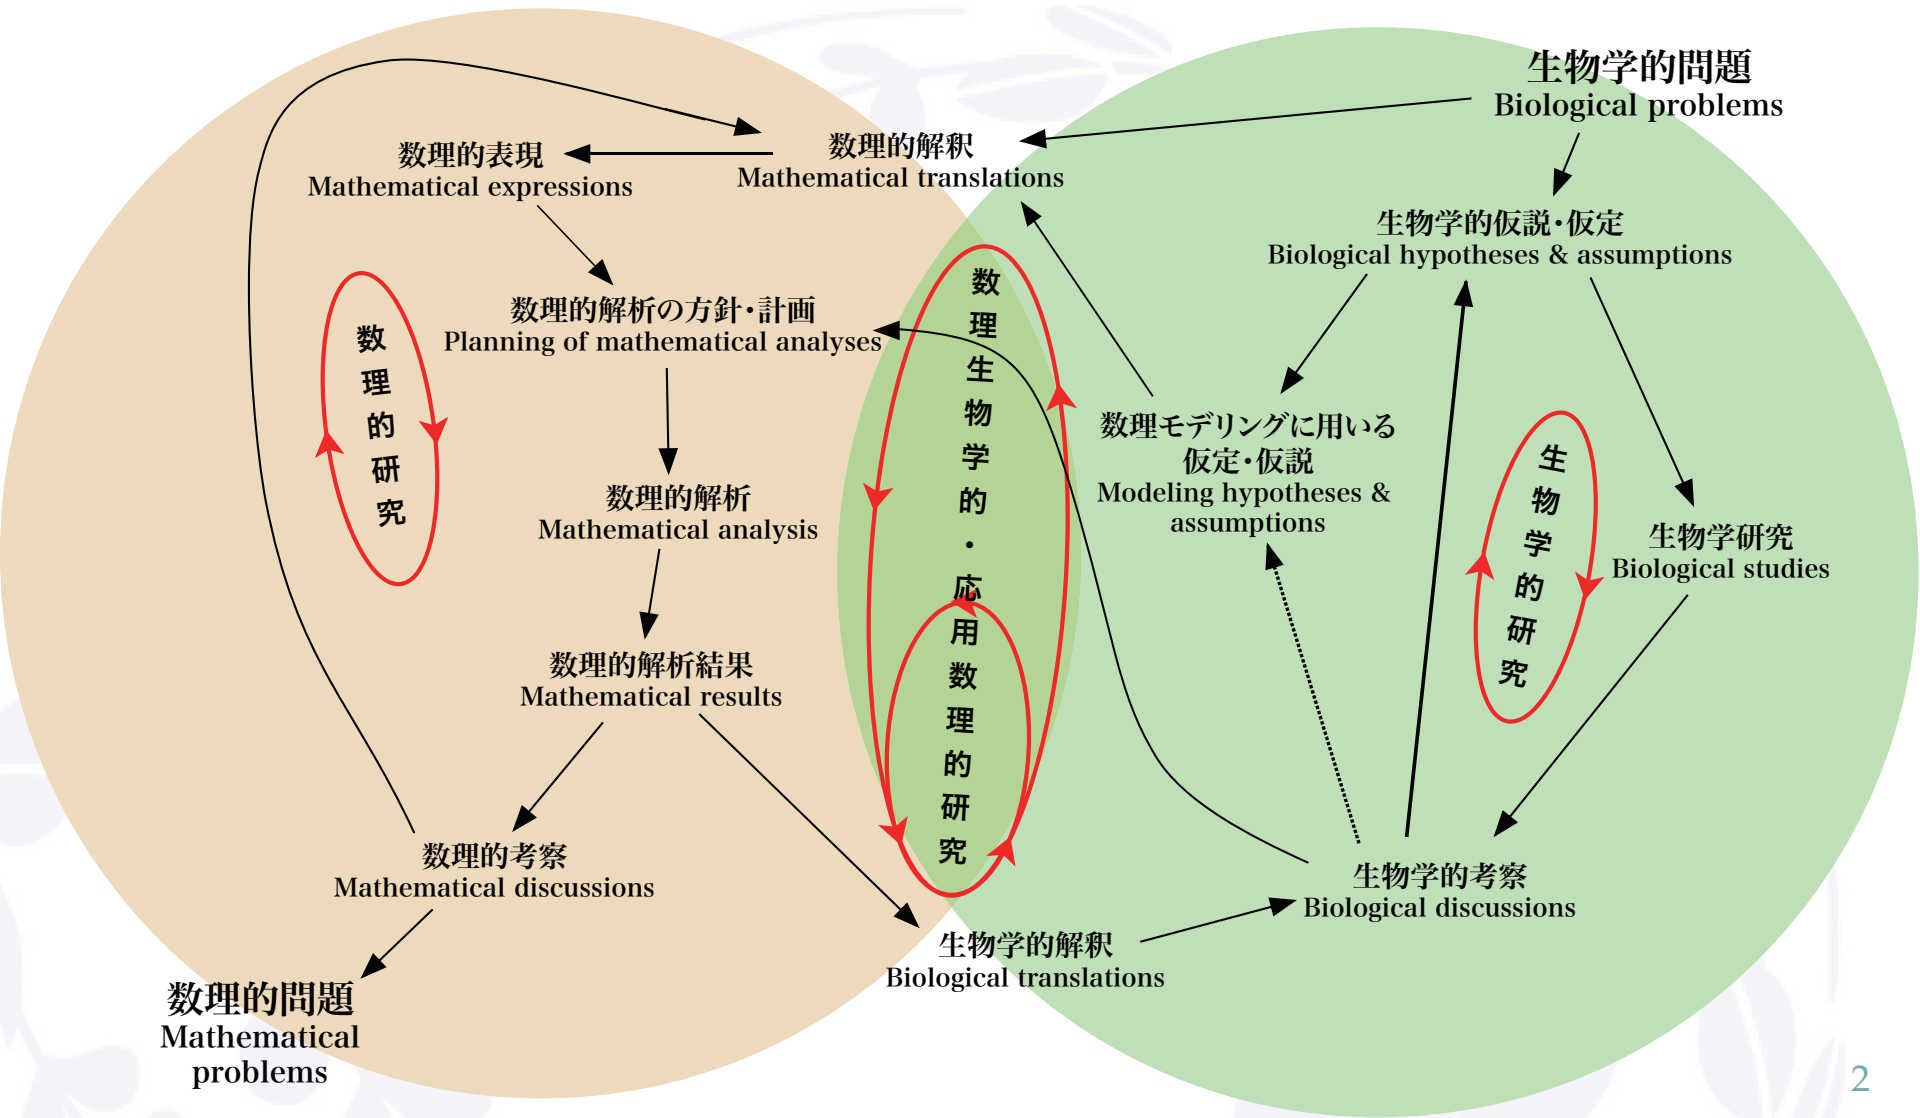 生物学的問題
Biological problems
数理的解釈
Mathematical translations
数理的表現
Mathematical expressions
生物学的仮説・仮定
Biological hypotheses & assumptions
数理的解析の方針・計画
Planning of mathematical analyses
数理的研究
数理生物学的・応用数理的研究
数理モデリングに用いる
仮定・仮説
Modeling hypotheses &
assumptions
生物学的研究
数理的解析
Mathematical analysis
生物学研究
Biological studies
数理的解析結果
Mathematical results
数理的考察
Mathematical discussions
生物学的考察
Biological discussions
生物学的解釈
Biological translations
数理的問題
Mathematical
problems
2